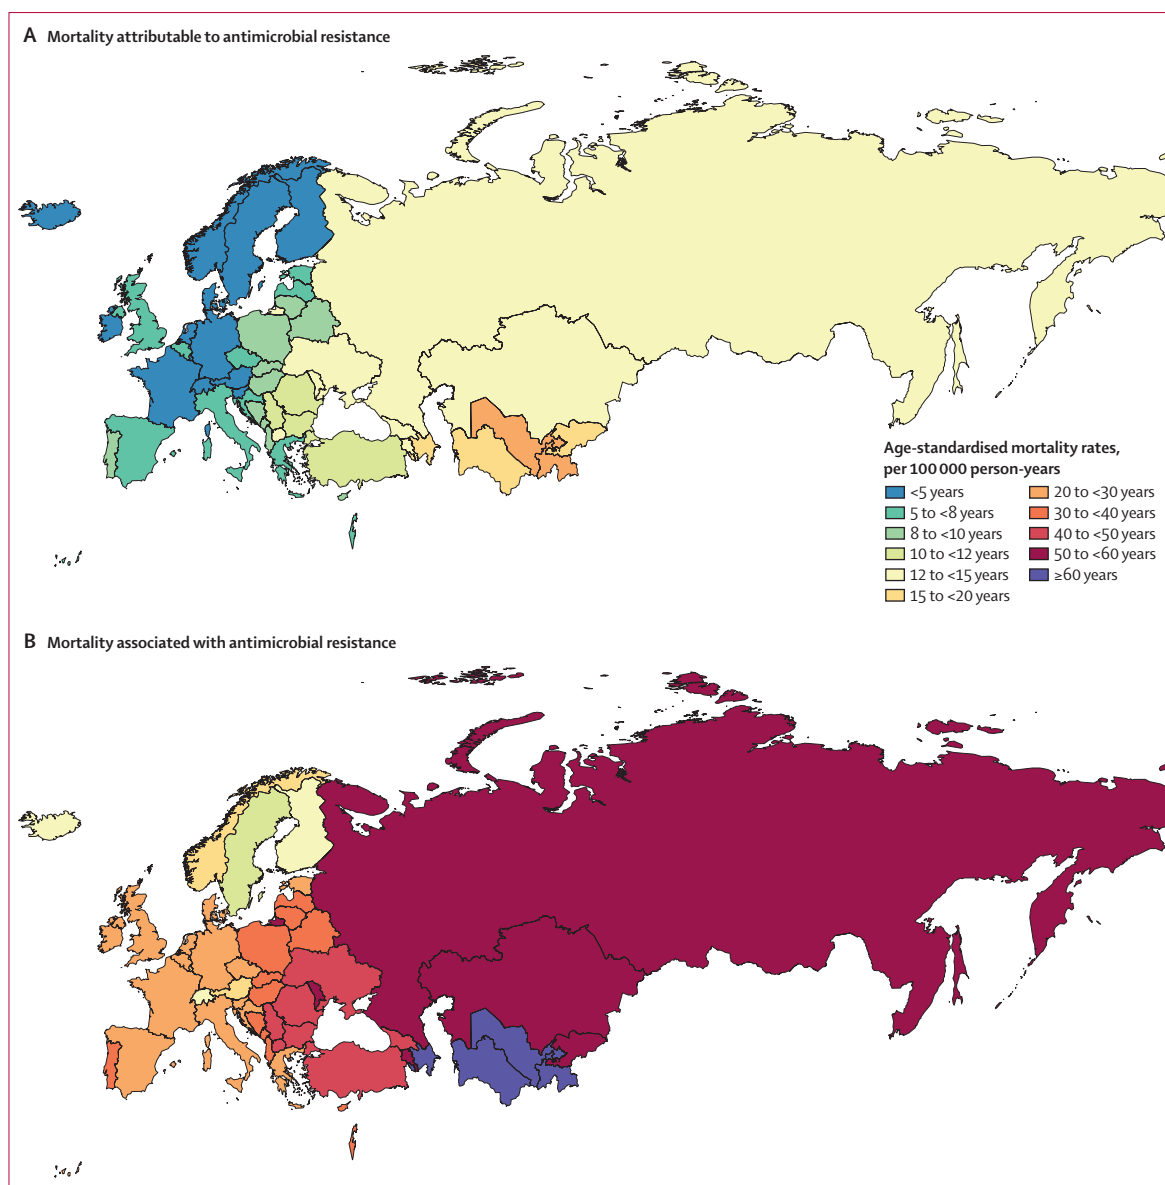 A Mortality attributable to antimicrobial resistance
Age-standardised mortality rates,
per 100 000 person-years
<5 years
5 to <8 years
8 to <10 years
10 to <12 years
12 to <15 years
15 to <20 years
20 to <30 years
30 to <40 years
40 to <50 years
50 to <60 years
≥60 years
B Mortality associated with antimicrobial resistance